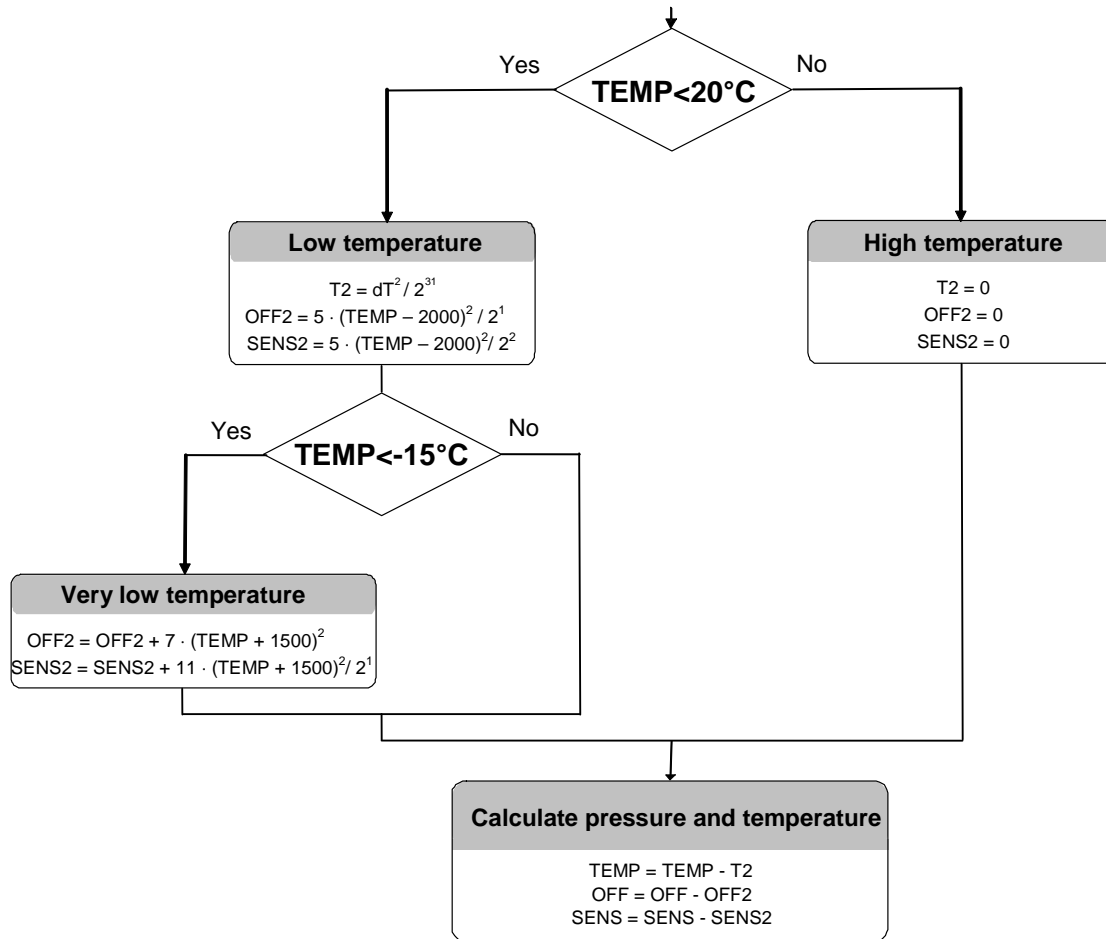 Yes
No
TEMP<20°C
Low temperature
T2 = dT² / 2³¹
OFF2 = 5 · (TEMP – 2000)² / 2¹
SENS2 = 5 · (TEMP – 2000)²/ 2²
High temperature
T2 = 0
OFF2 = 0
SENS2 = 0
Yes
No
TEMP<-15°C
Very low temperature
OFF2 = OFF2 + 7 · (TEMP + 1500)²
SENS2 = SENS2 + 11 · (TEMP + 1500)²/ 2¹
Calculate pressure and temperature
TEMP = TEMP - T2
OFF = OFF - OFF2
SENS = SENS - SENS2